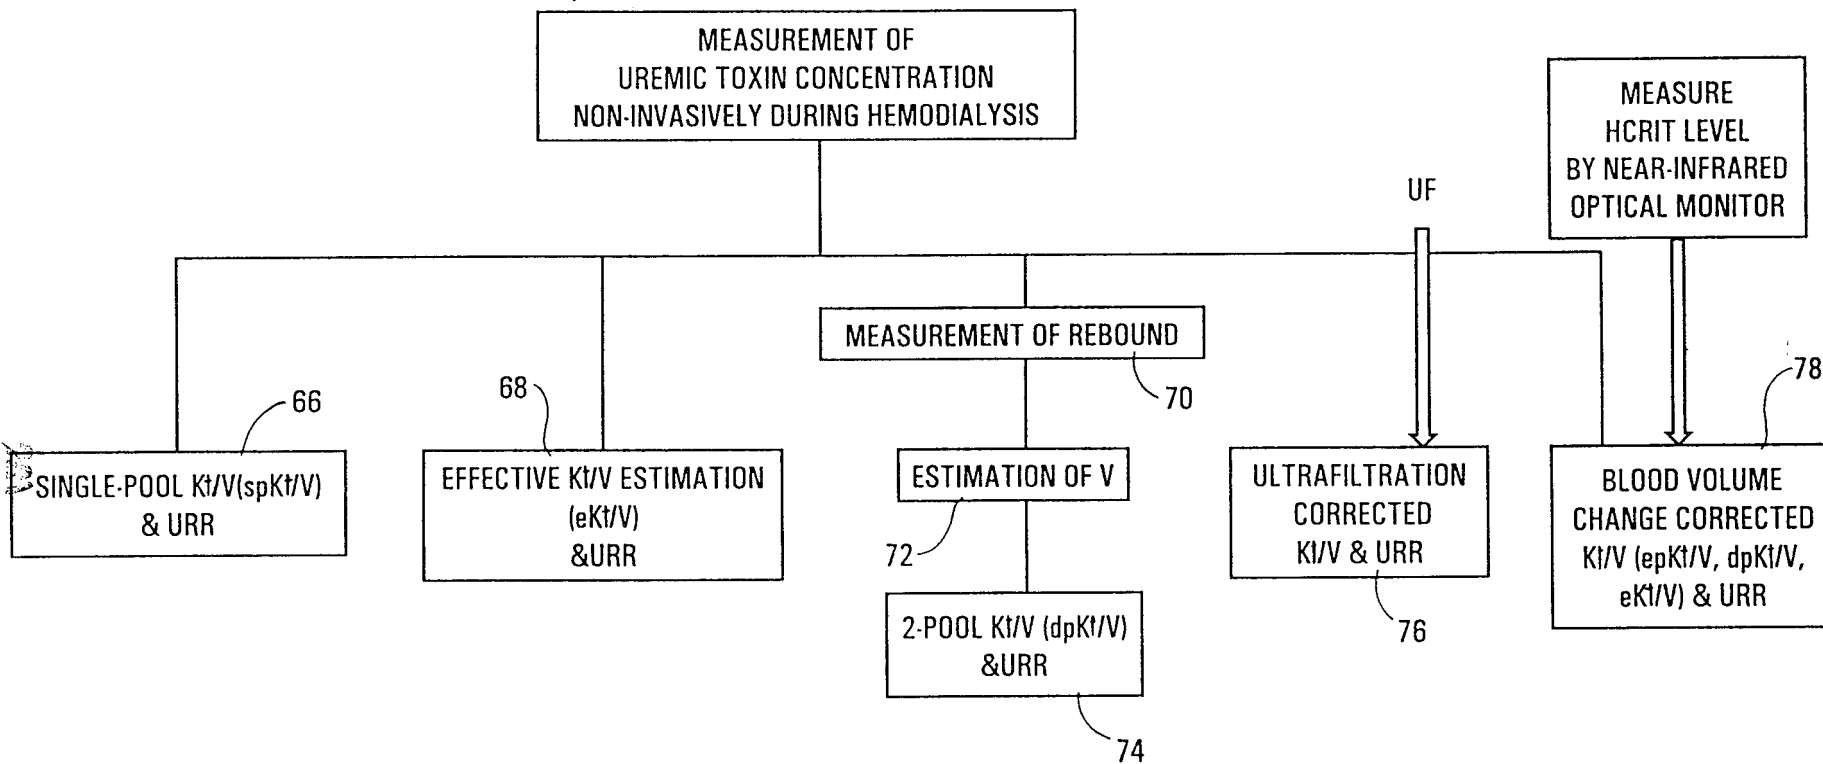 MEASUREMENT OF
UREMIC TOXIN CONCENTRATION
NON-INVASIVELY DURING HEMODIALYSIS
MEASURE
HCRIT LEVEL
BY NEAR-INFRARED
OPTICAL MONITOR
UF
MEASUREMENT OF REBOUND
70
66
SINGLE-POOL Kt/V(spKt/V)
& URR
68
EFFECTIVE Kt/V ESTIMATION
(eKt/V)
&URR
ESTIMATION OF V
72
2-POOL Kt/V (dpKt/V)
&URR
74
ULTRAFILTRATION
CORRECTED
Kt/V & URR
76
78
BLOOD VOLUME
CHANGE CORRECTED
Kt/V (epKt/V, dpKt/V,
eKt/V) & URR